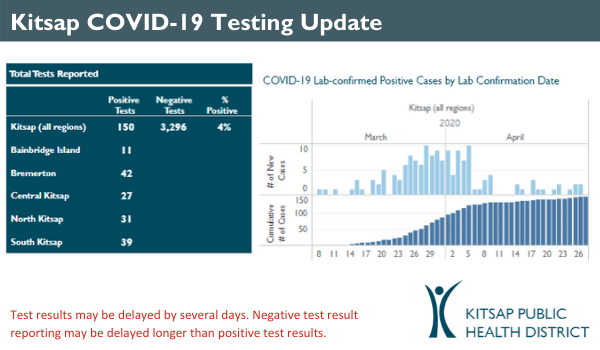 Kitsap COVID-19 Testing Update
Total Tests Reported
Positive Tests Negative Tests % Positive
Kitsap (all regions) 150 3,296 4%
Bainbridge Island 11
Bremerton 42
Central Kitsap 27
North Kitsap 31
South Kitsap 39
COVID-19 Lab-confirmed Positive Cases by Lab Confirmation Date
Kitsap (all regions)
2020
March April
# of New Cases
10
5
0
Cumulative # of Cases
150
100
50
8 11 14 17 20 23 26 29 2 5 8 11 14 17 20 23 26
Test results may be delayed by several days. Negative test result
reporting may be delayed longer than positive test results.
KITSAP PUBLIC
HEALTH DISTRICT